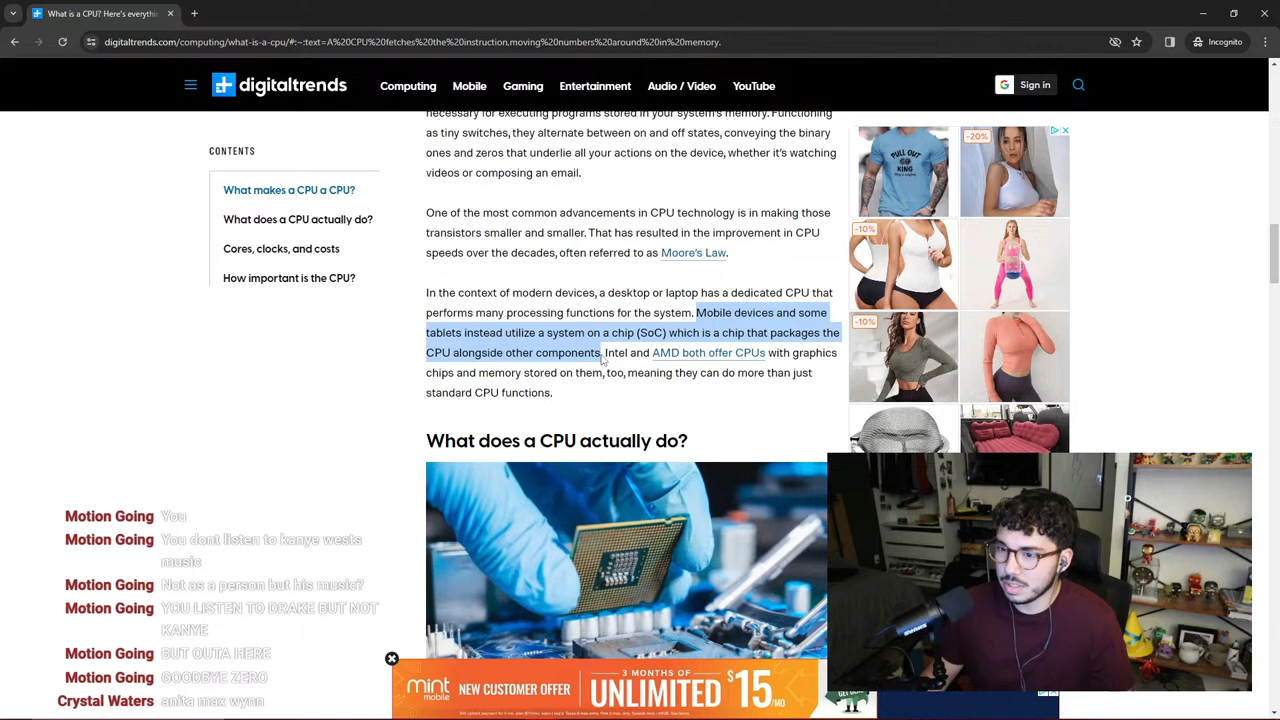 What is a CPU? Here's everythi
digitaltrends.com/computing/what-is-a-cpu/#:~:text=A%20CPU%20fetches%20the%20instruction,moving%20numbers%20around%20in%20memory.
Incognito
digitaltrends
Computing
Mobile
Gaming
Entertainment
Audio / Video
YouTube
Sign in
CONTENTS
What makes a CPU a CPU?
What does a CPU actually do?
Cores, clocks, and costs
How important is the CPU?
necessary for executing programs stored in your system's memory. Functioning
as tiny switches, they alternate between on and off states, conveying the binary
ones and zeros that underlie all your actions on the device, whether it's watching
videos or composing an email.
One of the most common advancements in CPU technology is in making those
transistors smaller and smaller. That has resulted in the improvement in CPU
speeds over the decades, often referred to as Moore's Law.
In the context of modern devices, a desktop or laptop has a dedicated CPU that
performs many processing functions for the system. Mobile devices and some
tablets instead utilize a system on a chip (SoC) which is a chip that packages the
CPU alongside other components. Intel and AMD both offer CPUs with graphics
chips and memory stored on them, too, meaning they can do more than just
standard CPU functions.
What does a CPU actually do?
PULL OUT
KING
-20%
-10%
-10%
Motion Going You
Motion Going You dont listen to kanye wests
music
Motion Going Not as a person but his music?
Motion Going YOU LISTEN TO DRAKE BUT NOT
KANYE
Motion Going BUT OUTA HERE
Motion Going GOODBYE ZERO
Crystal Waters anita max wynn
mint
mobile
NEW CUSTOMER OFFER
3 MONTHS OF
UNLIMITED
$15/MO